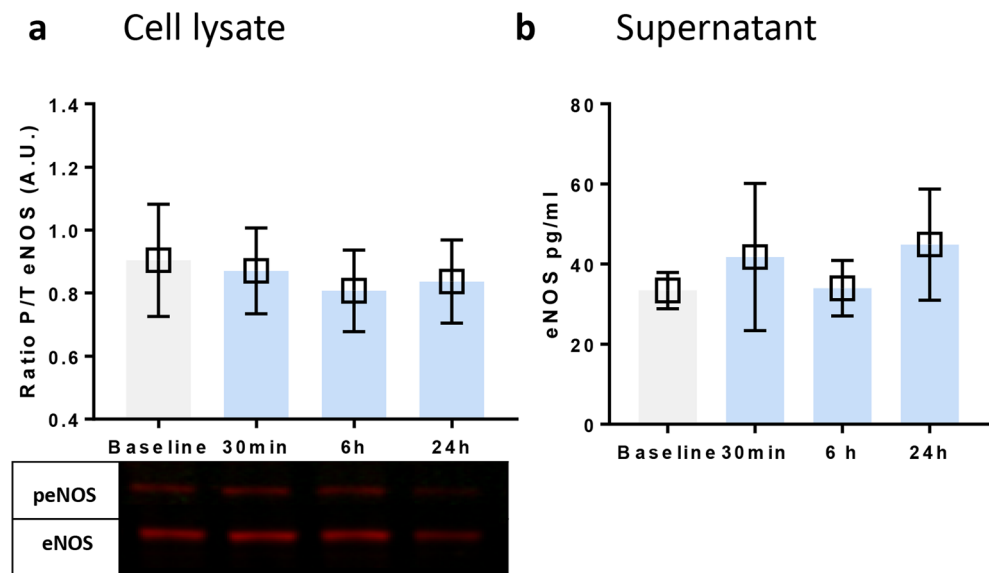 a Cell lysate
Ratio P/T eNOS (A.U.)
1.4
1.2
1.0
0.8
0.6
0.4
Baseline 30min 6h 24h
peNOS
eNOS
b Supernatant
eNOS pg/ml
80
60
40
20
0
Baseline 30min 6 h 24h